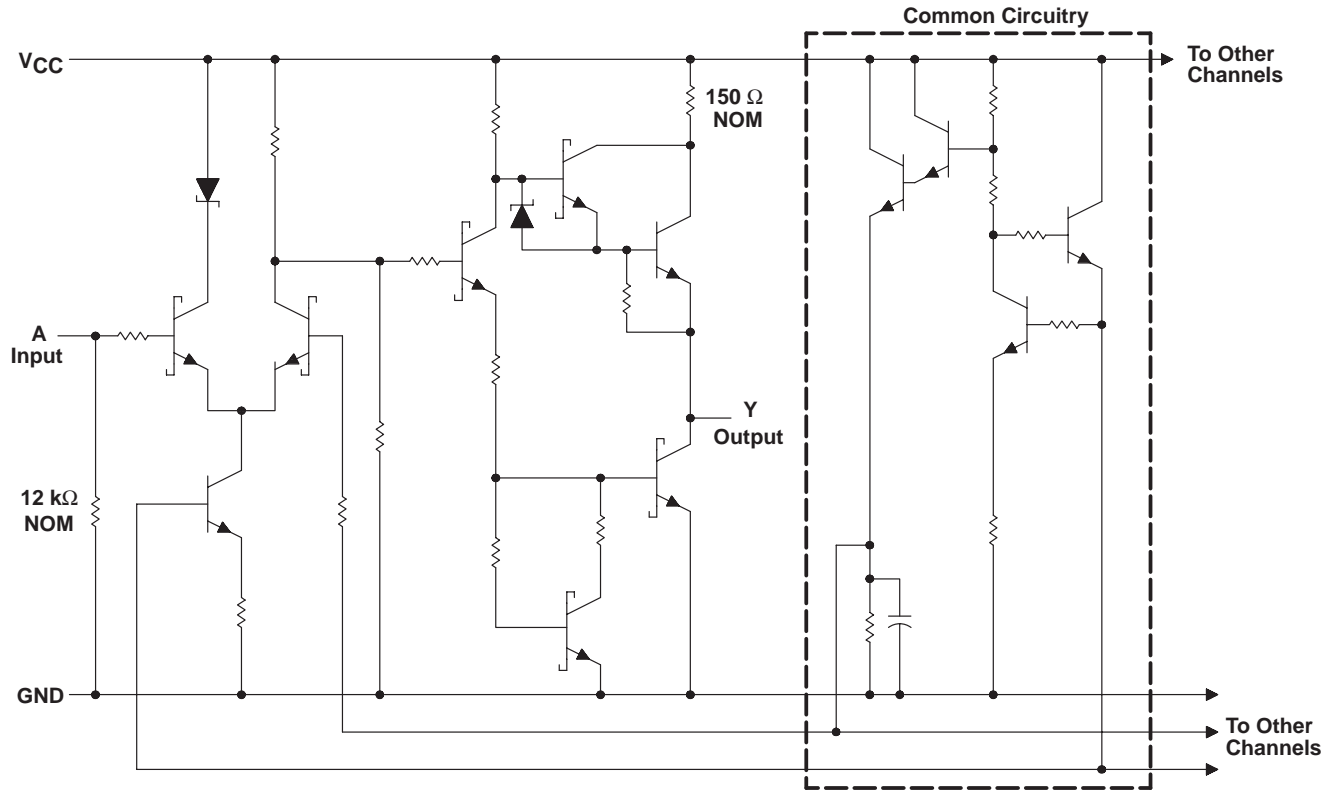 Common Circuitry
VCC
To Other
Channels
150 Ω
NOM
A
Input
Y
Output
12 kΩ
NOM
GND
To Other
Channels